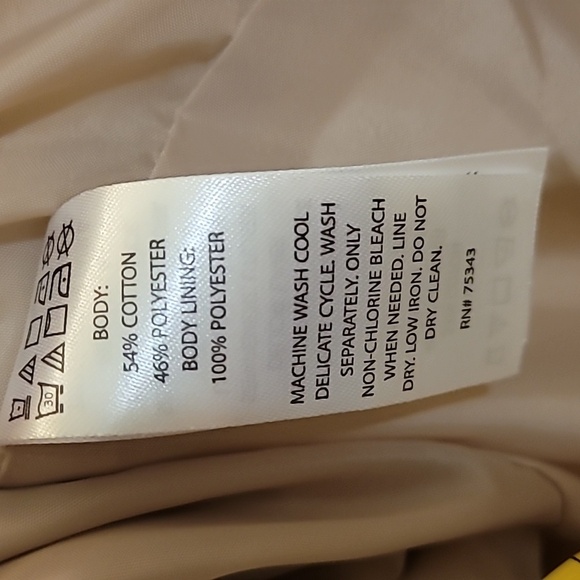 30
BODY:
54% COTTON
46% POLYESTER
BODY LINING:
100% POLYESTER
MACHINE WASH COOL
DELICATE CYCLE, WASH
SEPARATELY, ONLY
NON-CHLORINE BLEACH
WHEN NEEDED. LINE
DRY. LOW IRON. DO NOT
DRY CLEAN.
RN# 75343